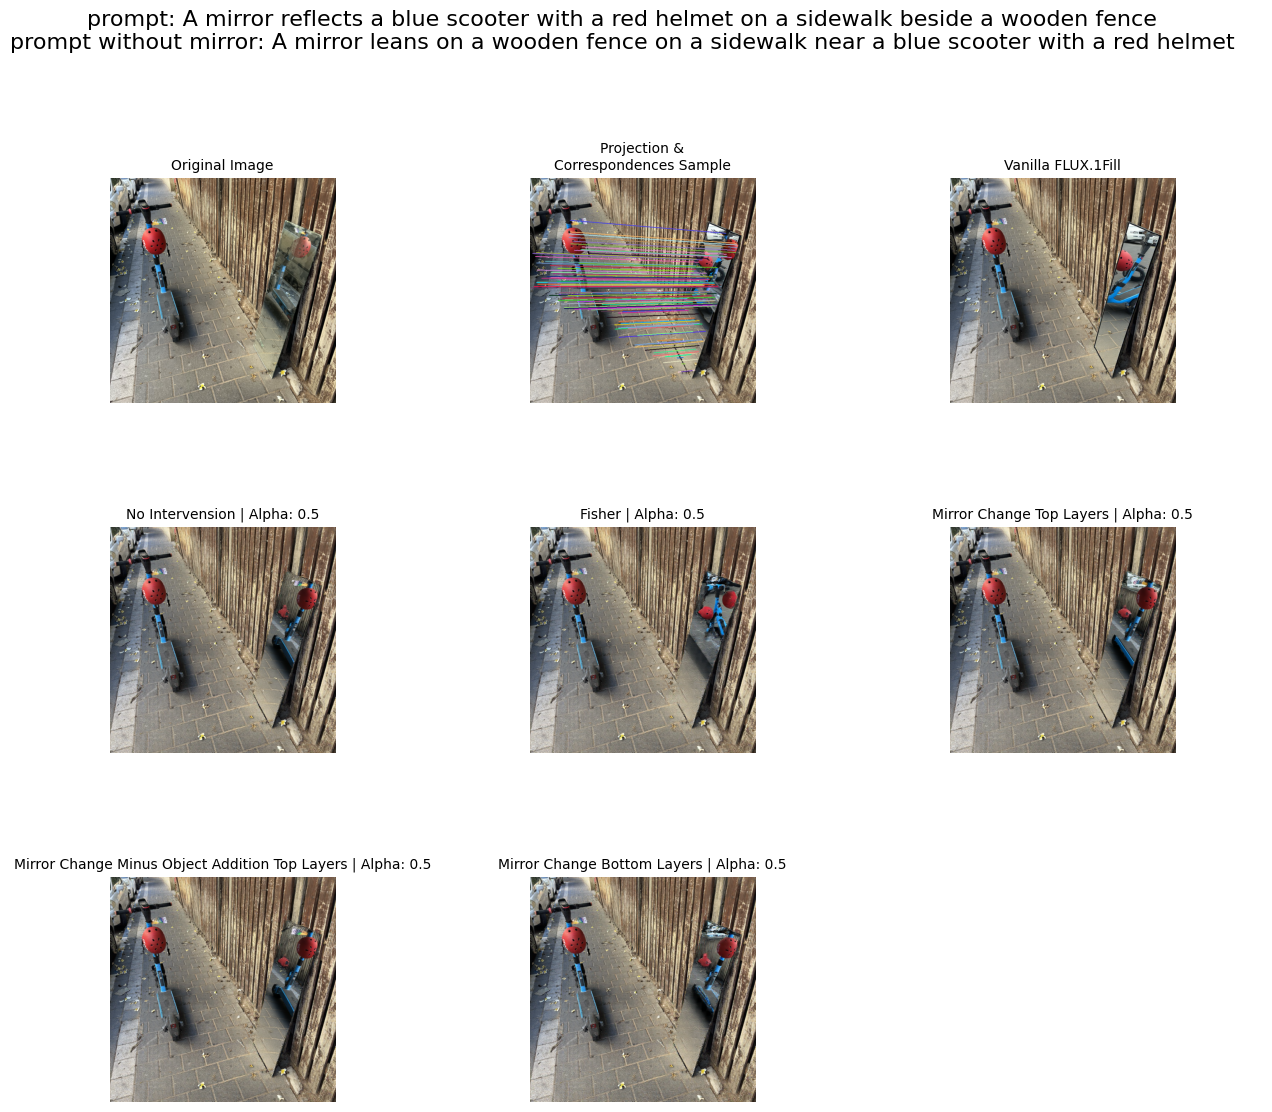 prompt: A mirror reflects a blue scooter with a red helmet on a sidewalk beside a wooden fence
prompt without mirror: A mirror leans on a wooden fence on a sidewalk near a blue scooter with a red helmet
Original Image
Projection &
Correspondences Sample
Vanilla FLUX.1Fill
No Intervension | Alpha: 0.5
Fisher | Alpha: 0.5
Mirror Change Top Layers | Alpha: 0.5
Mirror Change Minus Object Addition Top Layers | Alpha: 0.5
Mirror Change Bottom Layers | Alpha: 0.5